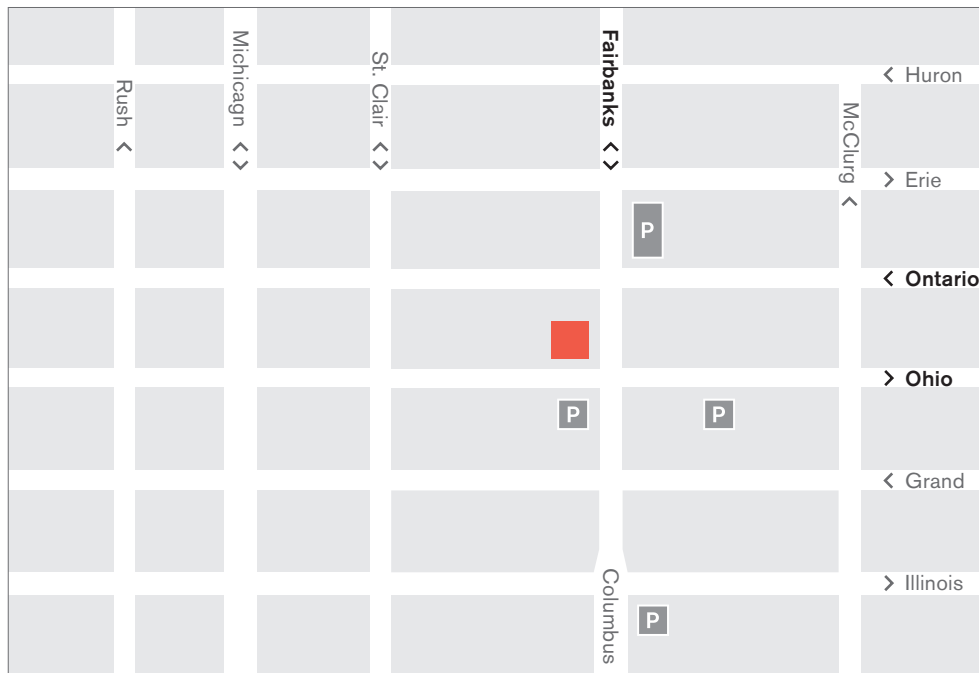 Rush
Michicagn
St. Clair
Fairbanks
McClurg
Huron
Erie
Ontario
Ohio
Grand
Illinois
Columbus
P
P
P
P